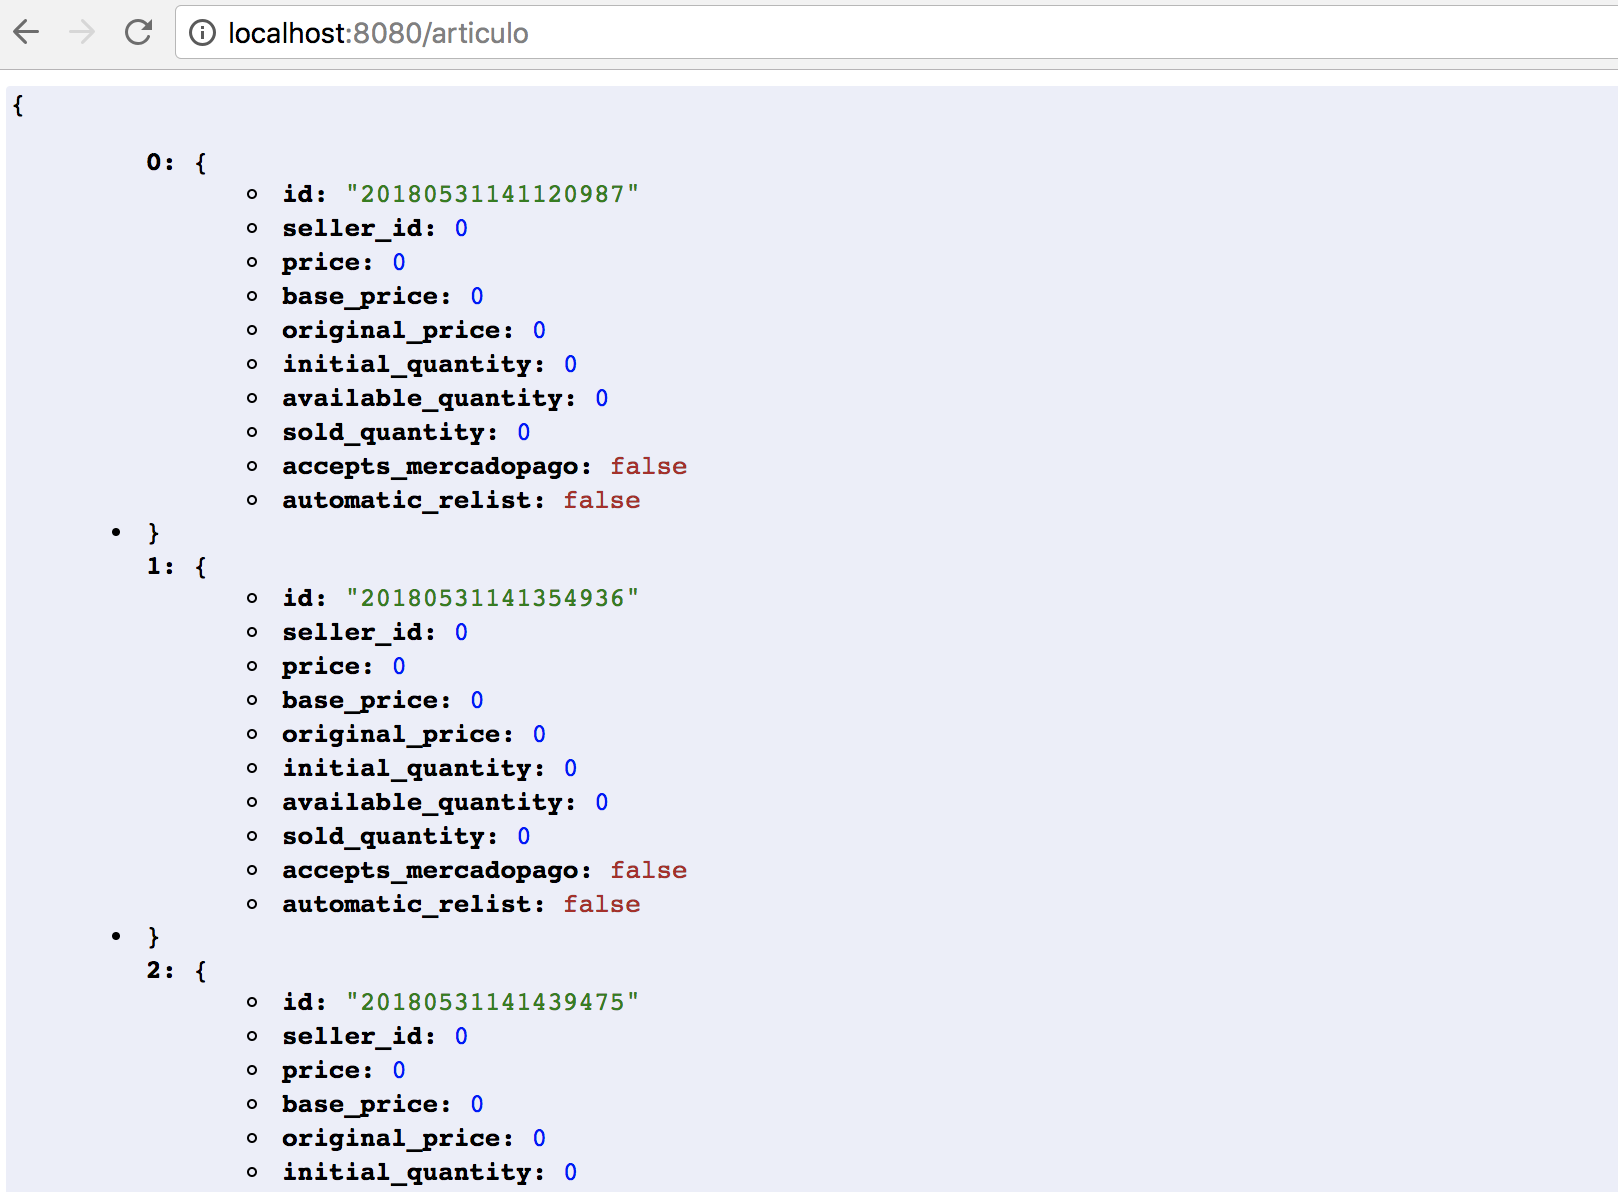 localhost:8080/articulo
{
0: {
id: "20180531141120987"
seller_id: 0
price: 0
base_price: 0
original_price: 0
initial_quantity: 0
available_quantity: 0
sold_quantity: 0
accepts_mercadopago: false
automatic_relist: false
}
1: {
id: "20180531141354936"
seller_id: 0
price: 0
base_price: 0
original_price: 0
initial_quantity: 0
available_quantity: 0
sold_quantity: 0
accepts_mercadopago: false
automatic_relist: false
}
2: {
id: "20180531141439475"
seller_id: 0
price: 0
base_price: 0
original_price: 0
initial_quantity: 0